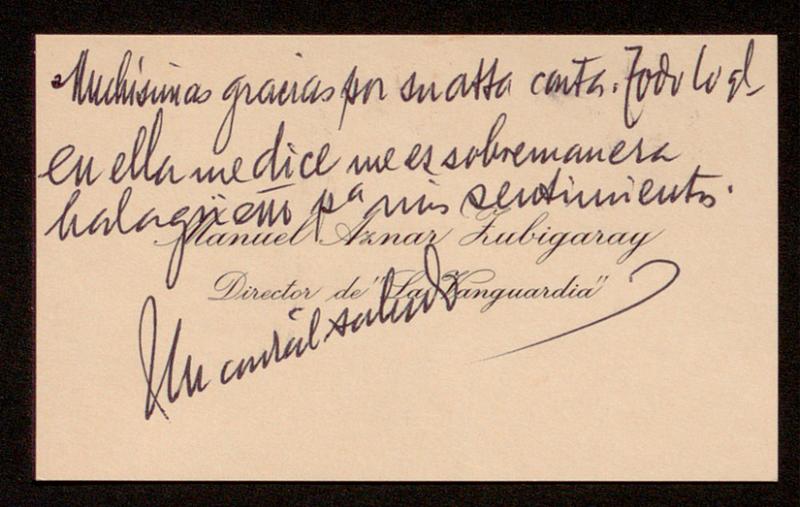 Muchísimas gracias por su atta carta. Todo lo q
en ella me dice me es sobremanera
halagüeño pª mis sentimientos.
Manuel Aznar Zubigaray
Director de "La Vanguardia"
Un cordial saludo